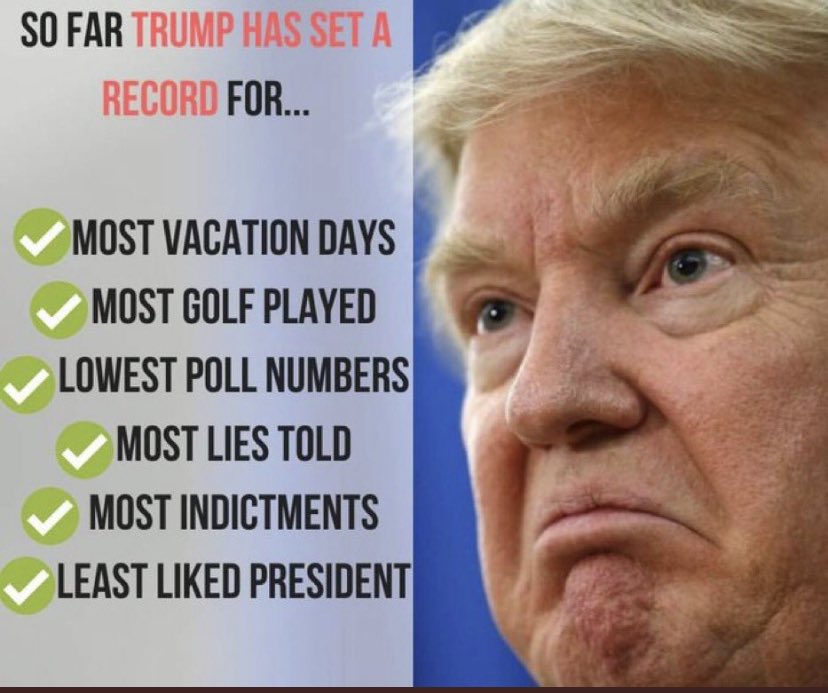 SO FAR TRUMP HAS SET A
RECORD FOR...
MOST VACATION DAYS
MOST GOLF PLAYED
LOWEST POLL NUMBERS
MOST LIES TOLD
MOST INDICTMENTS
LEAST LIKED PRESIDENT